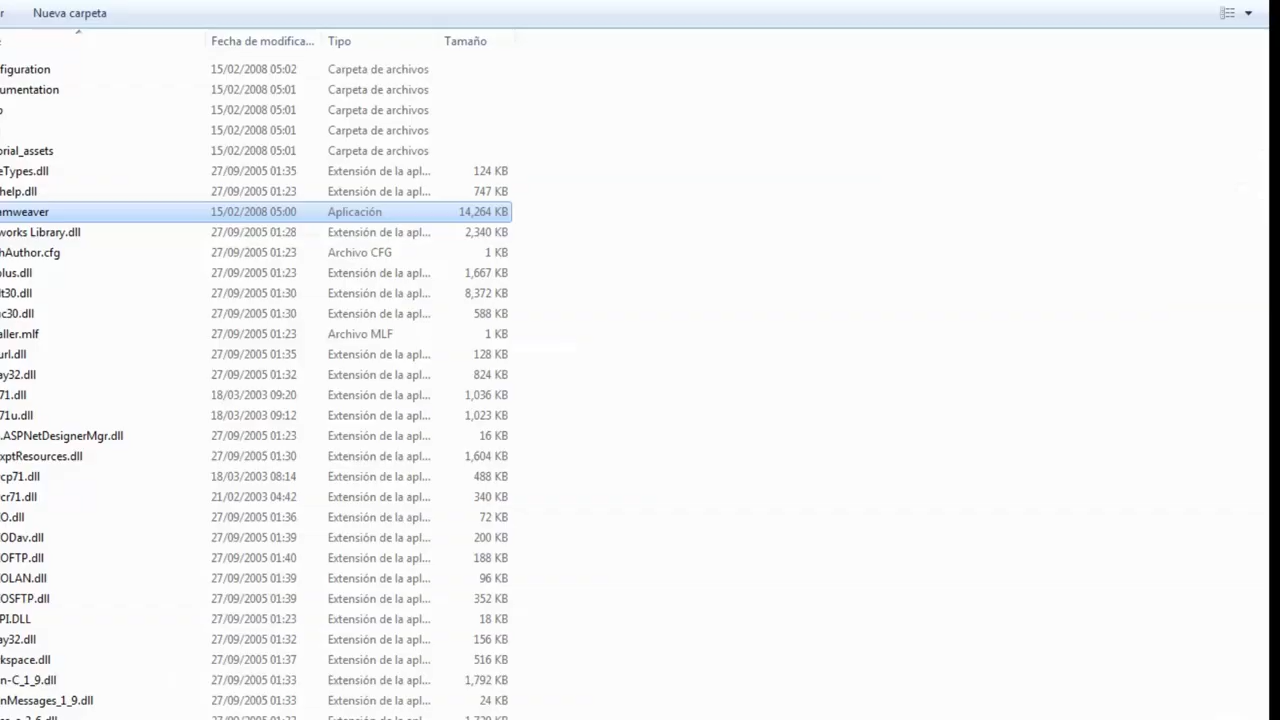 r Nueva carpeta
Fecha de modifica... Tipo Tamaño
figuration 15/02/2008 05:02 Carpeta de archivos
umentation 15/02/2008 05:01 Carpeta de archivos
o 15/02/2008 05:01 Carpeta de archivos
15/02/2008 05:01 Carpeta de archivos
orial_assets 15/02/2008 05:01 Carpeta de archivos
eTypes.dll 27/09/2005 01:35 Extensión de la apl... 124 KB
help.dll 27/09/2005 01:23 Extensión de la apl... 747 KB
amweaver 15/02/2008 05:00 Aplicación 14,264 KB
works Library.dll 27/09/2005 01:28 Extensión de la apl... 2,340 KB
hAuthor.cfg 27/09/2005 01:23 Archivo CFG 1 KB
plus.dll 27/09/2005 01:23 Extensión de la apl... 1,667 KB
lt30.dll 27/09/2005 01:30 Extensión de la apl... 8,372 KB
uc30.dll 27/09/2005 01:30 Extensión de la apl... 588 KB
aller.mlf 27/09/2005 01:23 Archivo MLF 1 KB
url.dll 27/09/2005 01:35 Extensión de la apl... 128 KB
ay32.dll 27/09/2005 01:32 Extensión de la apl... 824 KB
71.dll 18/03/2003 09:20 Extensión de la apl... 1,036 KB
71u.dll 18/03/2003 09:12 Extensión de la apl... 1,023 KB
.ASPNetDesignerMgr.dll 27/09/2005 01:23 Extensión de la apl... 16 KB
xptResources.dll 27/09/2005 01:30 Extensión de la apl... 1,604 KB
cp71.dll 18/03/2003 08:14 Extensión de la apl... 488 KB
cr71.dll 21/02/2003 04:42 Extensión de la apl... 340 KB
O.dll 27/09/2005 01:36 Extensión de la apl... 72 KB
ODav.dll 27/09/2005 01:39 Extensión de la apl... 200 KB
OFTP.dll 27/09/2005 01:40 Extensión de la apl... 188 KB
OLAN.dll 27/09/2005 01:39 Extensión de la apl... 96 KB
OSFTP.dll 27/09/2005 01:39 Extensión de la apl... 352 KB
PI.DLL 27/09/2005 01:23 Extensión de la apl... 18 KB
ay32.dll 27/09/2005 01:32 Extensión de la apl... 156 KB
kspace.dll 27/09/2005 01:37 Extensión de la apl... 516 KB
n-C_1_9.dll 27/09/2005 01:33 Extensión de la apl... 1,792 KB
nMessages_1_9.dll 27/09/2005 01:33 Extensión de la apl... 24 KB